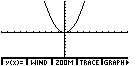 y(x)= WIND ZOOM TRACE GRAPH▶